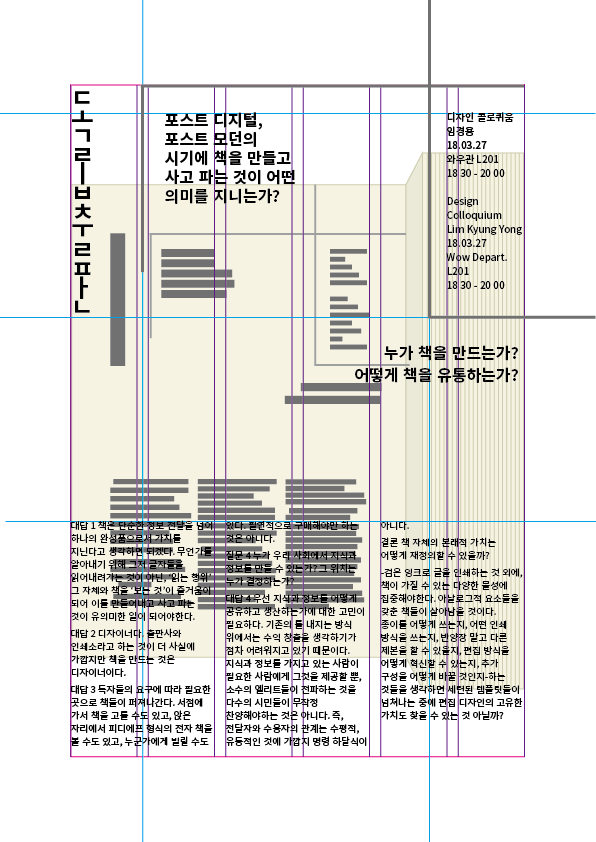 ㄷㅗㄱㄹㅣㅂㅊㅜㄹㅍㅏㄴ
포스트 디지털,
포스트 모던의
시기에 책을 만들고
사고 파는 것이 어떤
의미를 지니는가?
디자인 콜로퀴움
임경용
18.03.27
와우관 L201
18 30 - 20 00
Design
Colloquium
Lim Kyung Yong
18.03.27
Wow Depart.
L201
18 30 - 20 00
누가 책을 만드는가?
어떻게 책을 유통하는가?
대답 1 책은 단순한 정보 전달을 넘어
하나의 완성품으로서 가치를
지닌다고 생각하면 되겠다. 무언가를
알아내기 위해 그저 글자들을
읽어내려가는 것이 아닌, '읽는 행위'
그 자체와 책을 '보는 것'이 즐거움이
되어 이를 만들어내고 사고 파는
것이 유의미한 일이 되어야한다.
대답 2 디자이너다. 출판사와
인쇄소라고 하는 것이 더 사실에
가깝지만 책을 만드는 것은
디자이너이다.
대답 3 독자들의 요구에 따라 필요한
곳으로 책들이 퍼져나간다. 서점에
가서 책을 고를 수도 있고, 앉은
자리에서 피디에프 형식의 전자 책을
볼 수도 있고, 누군가에게 빌릴 수도
있다. 필연적으로 구매해야만 하는
것은 아니다.
질문 4 누가 우리 사회에서 지식과
정보를 만들 수 있는가? 그 위치는
누가 결정하는가?
대답 4 우선 지식과 정보를 어떻게
공유하고 생산하는가에 대한 고민이
필요하다. 기존의 틀 내지는 방식
위에서는 수익 창출을 생각하기가
점차 어려워지고 있기 때문이다.
지식과 정보를 가지고 있는 사람이
필요한 사람에게 그것을 제공할 뿐,
소수의 엘리트들이 전파하는 것을
다수의 시민들이 무작정
찬양해야하는 것은 아니다. 즉,
전달자와 수용자의 관계는 수평적,
유동적인 것에 가깝지 명령 하달식이
아니다.
결론 책 자체의 본래적 가치는
어떻게 재정의할 수 있을까?
-검은 잉크로 글을 인쇄하는 것 외에,
책이 가질 수 있는 다양한 물성에
집중해야한다. 아날로그적 요소들을
갖춘 책들이 살아남을 것이다.
종이를 어떻게 쓰는지, 어떤 인쇄
방식을 쓰는지, 반양장 말고 다른
제본을 할 수 있을지, 편집 방식을
어떻게 혁신할 수 있는지, 추가
구성을 어떻게 바꿀 것인지-하는
것들을 생각하면 세련된 템플릿들이
넘쳐나는 중에 편집 디자인의 고유한
가치도 찾을 수 있는 것 아닐까?